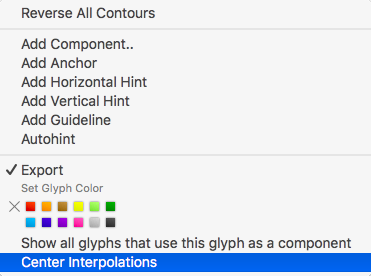 Reverse All Contours
Add Component..
Add Anchor
Add Horizontal Hint
Add Vertical Hint
Add Guideline
Autohint
Export
Set Glyph Color
Show all glyphs that use this glyph as a component
Center Interpolations